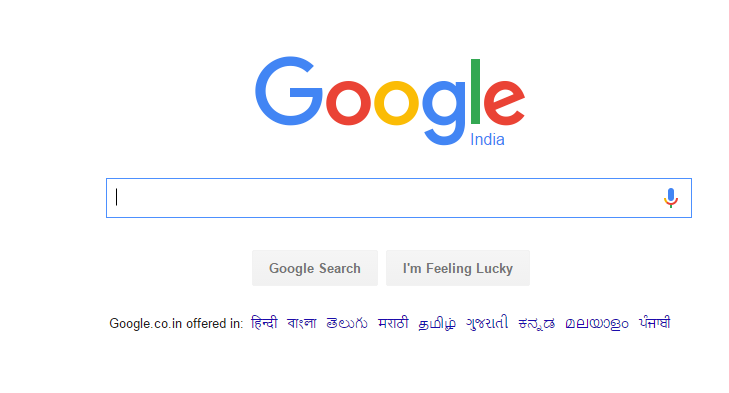 Google
India
Google Search I'm Feeling Lucky
Google.co.in offered in: हिन्दी বাংলা తెలుగు मराठी தமிழ் ગુજરાતી ಕನ್ನಡ മലയാളം ਪੰਜਾਬੀ